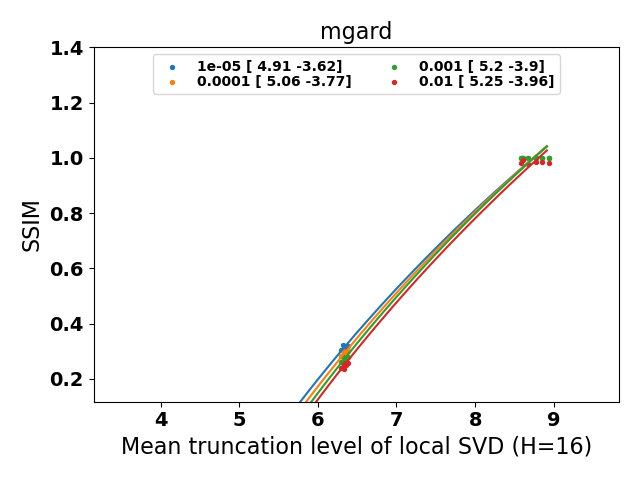 mgard
1.4
1.2
1.0
0.8
0.6
0.4
0.2
SSIM
1e-05 [ 4.91 -3.62]
0.0001 [ 5.06 -3.77]
0.001 [ 5.2 -3.9]
0.01 [ 5.25 -3.96]
4 5 6 7 8 9
Mean truncation level of local SVD (H=16)